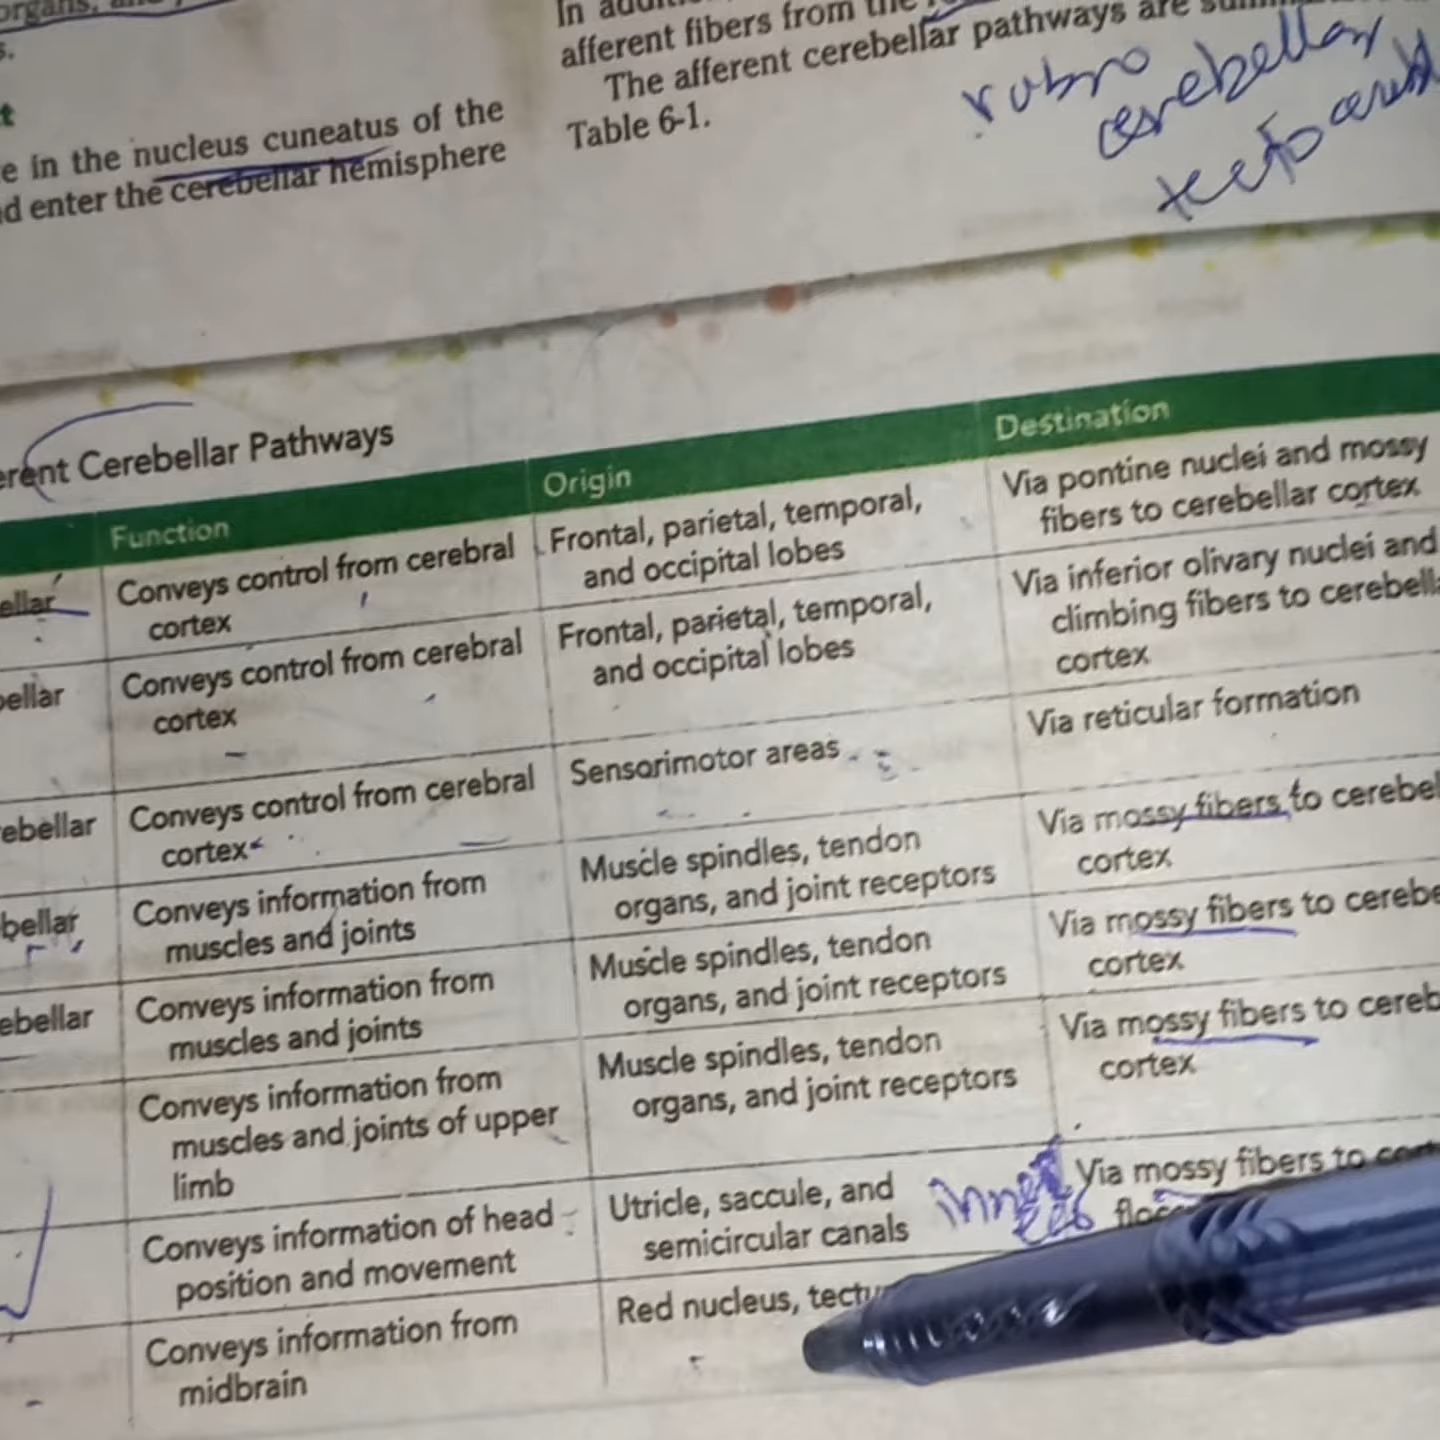 In
afferent fibers from the
The afferent cerebellar pathways are
Table 6-1.
rubro
cerebellar
tecto
t
e in the nucleus cuneatus of the
d enter the cerebellar hemisphere
erent Cerebellar Pathways
Function Origin Destination
ellar Conveys control from cerebral Frontal, parietal, temporal, Via pontine nuclei and mossy
cortex and occipital lobes fibers to cerebellar cortex
bellar Conveys control from cerebral Frontal, parietal, temporal, Via inferior olivary nuclei and
cortex and occipital lobes climbing fibers to cerebella
cortex
rebellar Conveys control from cerebral Sensorimotor areas Via reticular formation
cortex
bellar Conveys information from Muscle spindles, tendon Via mossy fibers to cerebel
muscles and joints organs, and joint receptors cortex
ebellar Conveys information from Muscle spindles, tendon Via mossy fibers to cerebe
muscles and joints organs, and joint receptors cortex
Conveys information from Muscle spindles, tendon Via mossy fibers to cereb
muscles and joints of upper organs, and joint receptors cortex
limb
Conveys information of head Utricle, saccule, and inner Via mossy fibers to
position and movement semicircular canals
Conveys information from Red nucleus, tectu
midbrain